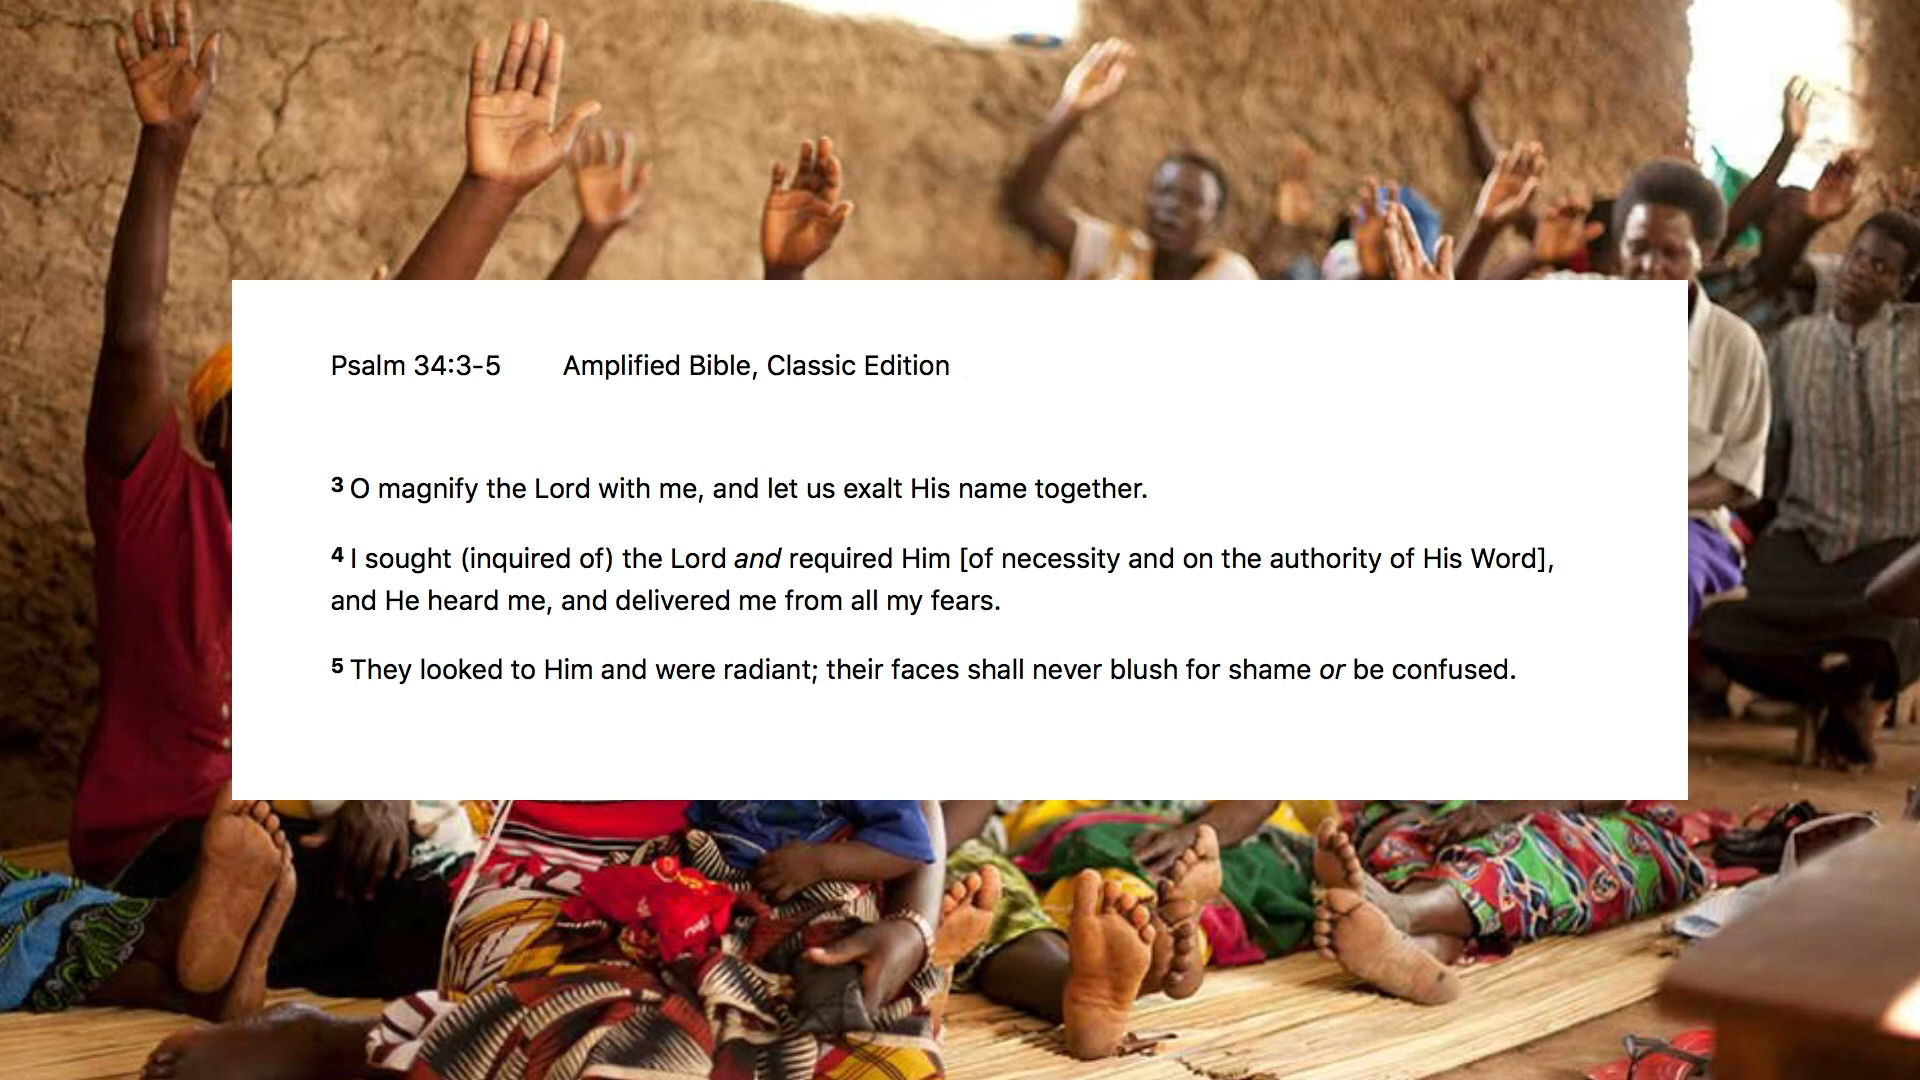 Psalm 34:3-5 Amplified Bible, Classic Edition
3 O magnify the Lord with me, and let us exalt His name together.
4 I sought (inquired of) the Lord and required Him [of necessity and on the authority of His Word],
and He heard me, and delivered me from all my fears.
5 They looked to Him and were radiant; their faces shall never blush for shame or be confused.